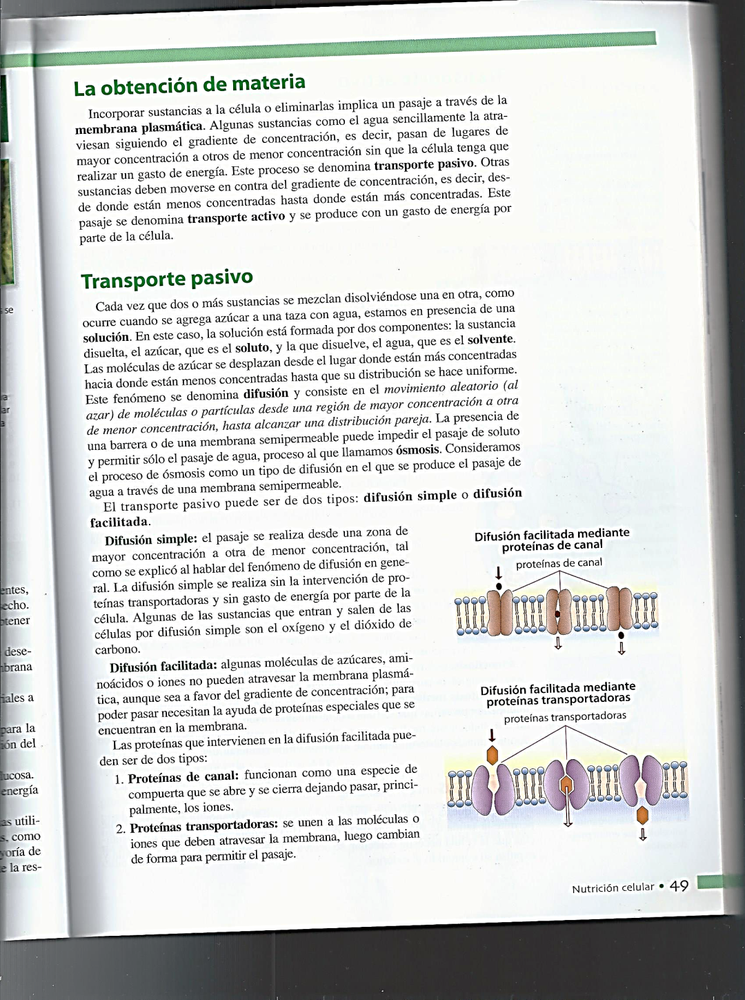 La obtención de materia
Incorporar sustancias a la célula o eliminarlas implica un pasaje a través de la
membrana plasmática. Algunas sustancias como el agua sencillamente la atra-
viesan siguiendo el gradiente de concentración, es decir, pasan de lugares de
mayor concentración a otros de menor concentración sin que la célula tenga que
realizar un gasto de energía. Este proceso se denomina transporte pasivo. Otras
sustancias deben moverse en contra del gradiente de concentración, es decir, des-
de donde están menos concentradas hasta donde están más concentradas. Este
pasaje se denomina transporte activo y se produce con un gasto de energía por
parte de la célula.
Transporte pasivo
Cada vez que dos o más sustancias se mezclan disolviéndose una en otra, como
ocurre cuando se agrega azúcar a una taza con agua, estamos en presencia de una
solución. En este caso, la solución está formada por dos componentes: la sustancia
disuelta, el azúcar, que es el soluto, y la que disuelve, el agua, que es el solvente.
Las moléculas de azúcar se desplazan desde el lugar donde están más concentradas
hacia donde están menos concentradas hasta que su distribución se hace uniforme.
Este fenómeno se denomina difusión y consiste en el movimiento aleatorio (al
azar) de moléculas o partículas desde una región de mayor concentración a otra
de menor concentración, hasta alcanzar una distribución pareja. La presencia de
una barrera o de una membrana semipermeable puede impedir el pasaje de soluto
y permitir sólo el pasaje de agua, proceso al que llamamos ósmosis. Consideramos
el proceso de ósmosis como un tipo de difusión en el que se produce el pasaje de
agua a través de una membrana semipermeable.
El transporte pasivo puede ser de dos tipos: difusión simple o difusión
facilitada.
Difusión simple: el pasaje se realiza desde una zona de
mayor concentración a otra de menor concentración, tal
como se explicó al hablar del fenómeno de difusión en gene-
ral. La difusión simple se realiza sin la intervención de pro-
teínas transportadoras y sin gasto de energía por parte de la
célula. Algunas de las sustancias que entran y salen de las
células por difusión simple son el oxígeno y el dióxido de
carbono.
Difusión facilitada: algunas moléculas de azúcares, ami-
noácidos o iones no pueden atravesar la membrana plasmá-
tica, aunque sea a favor del gradiente de concentración; para
poder pasar necesitan la ayuda de proteínas especiales que se
encuentran en la membrana.
Las proteínas que intervienen en la difusión facilitada pue-
den ser de dos tipos:
1. Proteínas de canal: funcionan como una especie de
compuerta que se abre y se cierra dejando pasar, princi-
palmente, los iones.
2. Proteínas transportadoras: se unen a las moléculas o
iones que deben atravesar la membrana, luego cambian
de forma para permitir el pasaje.
Difusión facilitada mediante
proteínas de canal
proteínas de canal
Difusión facilitada mediante
proteínas transportadoras
proteínas transportadoras
Nutrición celular • 49
se
ar
entes,
echo.
tener
dese-
brana
iales a
para la
ión del
lucosa.
energía
as utili-
s, como
yoría de
e la res-